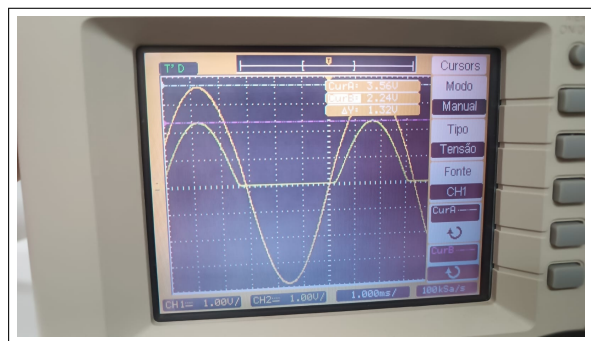 T'D
Cursors
CurA: 3.56V
CurB: 2.24V
ΔV: 1.32V
Modo
Manual
Tipo
Tensão
Fonte
CH1
CurA
CurB
CH1= 1.00V/ CH2= 1.00V/ 1.000ms/ 100kSa/s